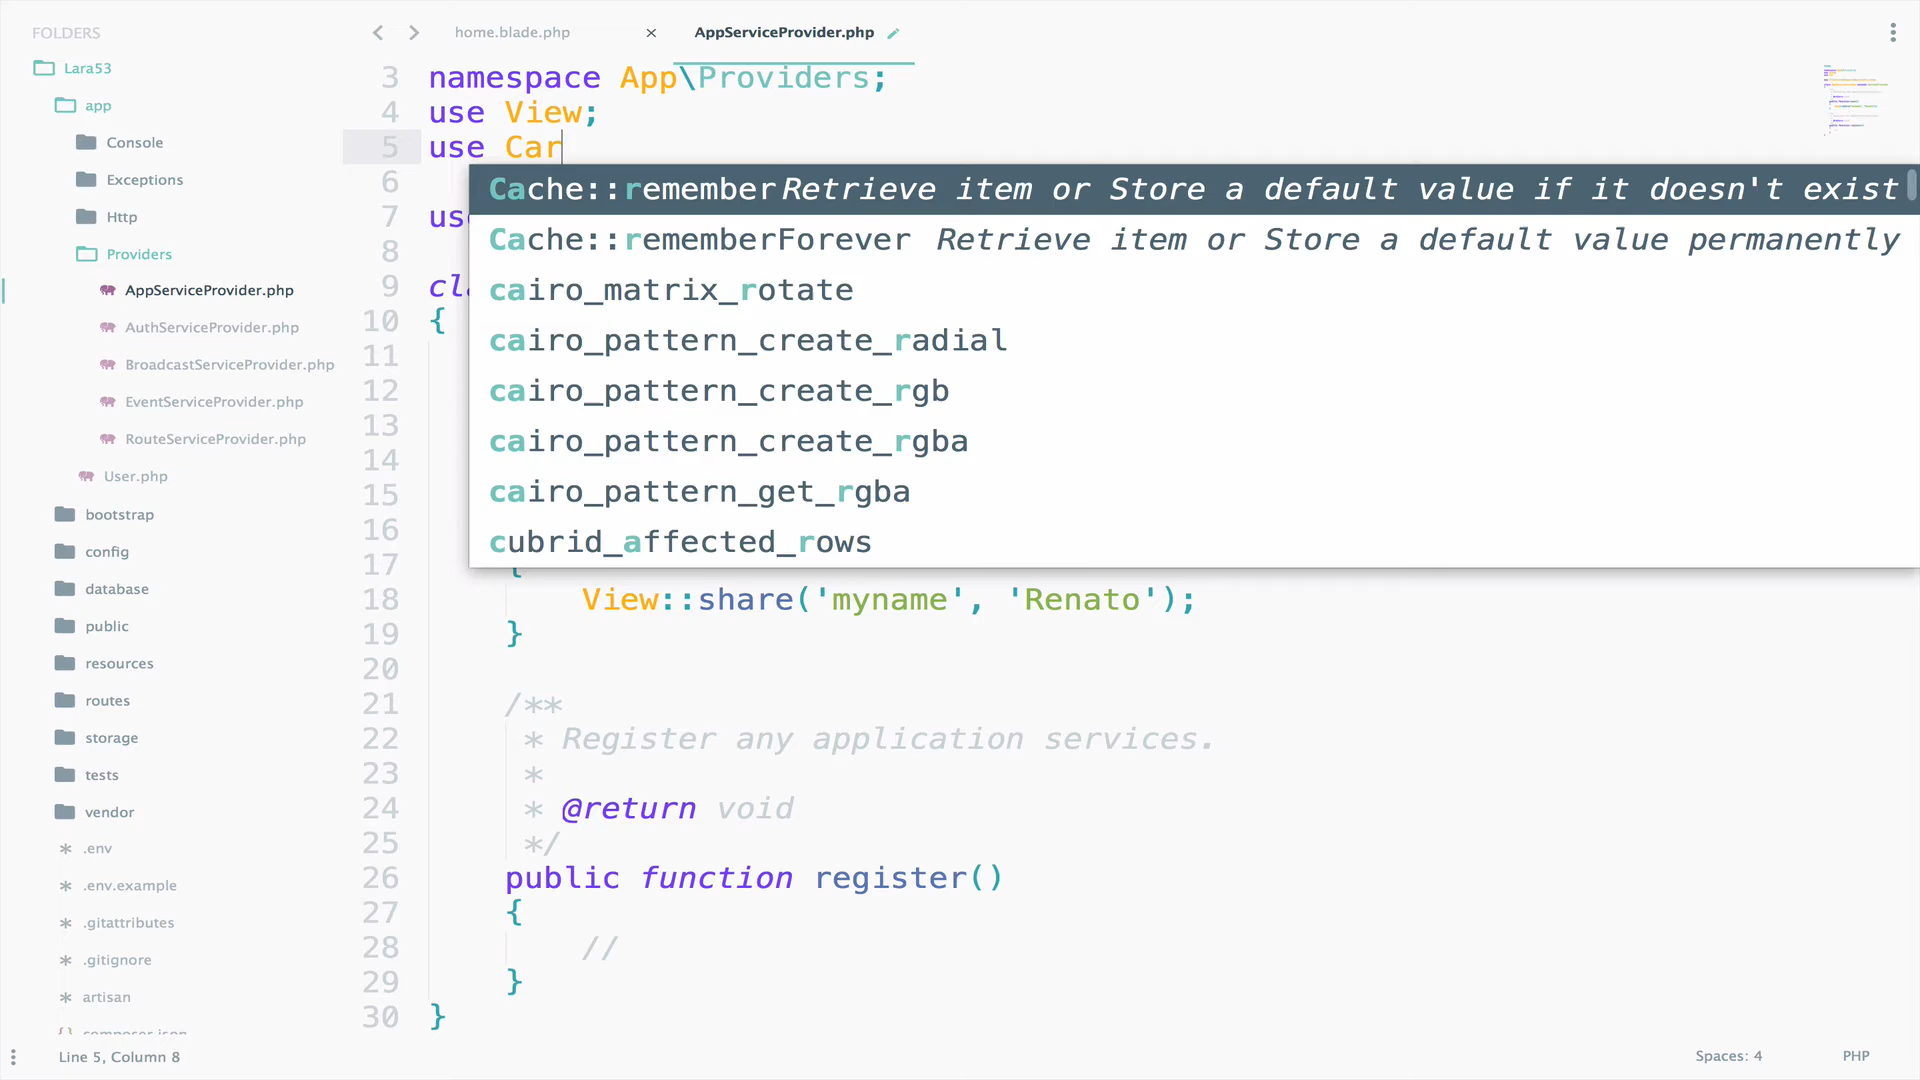 FOLDERS
Lara53
app
Console
Exceptions
Http
Providers
AppServiceProvider.php
AuthServiceProvider.php
BroadcastServiceProvider.php
EventServiceProvider.php
RouteServiceProvider.php
User.php
bootstrap
config
database
public
resources
routes
storage
tests
vendor
.env
.env.example
.gitattributes
.gitignore
artisan
composer.json
home.blade.php
AppServiceProvider.php
3 namespace App\Providers;
4 use View;
5 use Car
6
7 us
8
9 cl
10 {
11
12
13
14
15
16
17 {
18 View::share('myname', 'Renato');
19 }
20
21 /**
22 * Register any application services.
23 *
24 * @return void
25 */
26 public function register()
27 {
28 //
29 }
30 }
Cache::remember Retrieve item or Store a default value if it doesn't exist
Cache::rememberForever Retrieve item or Store a default value permanently
cairo_matrix_rotate
cairo_pattern_create_radial
cairo_pattern_create_rgb
cairo_pattern_create_rgba
cairo_pattern_get_rgba
cubrid_affected_rows
Line 5, Column 8
Spaces: 4
PHP